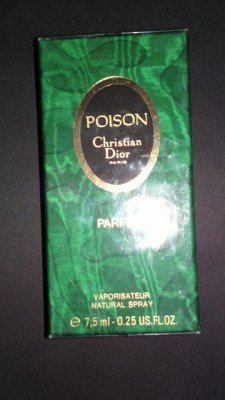 POISON
Christian
Dior
PARIS
VAPORISATEUR
NATURAL SPRAY
e 7,5 ml - 0.25 US.FL.OZ.